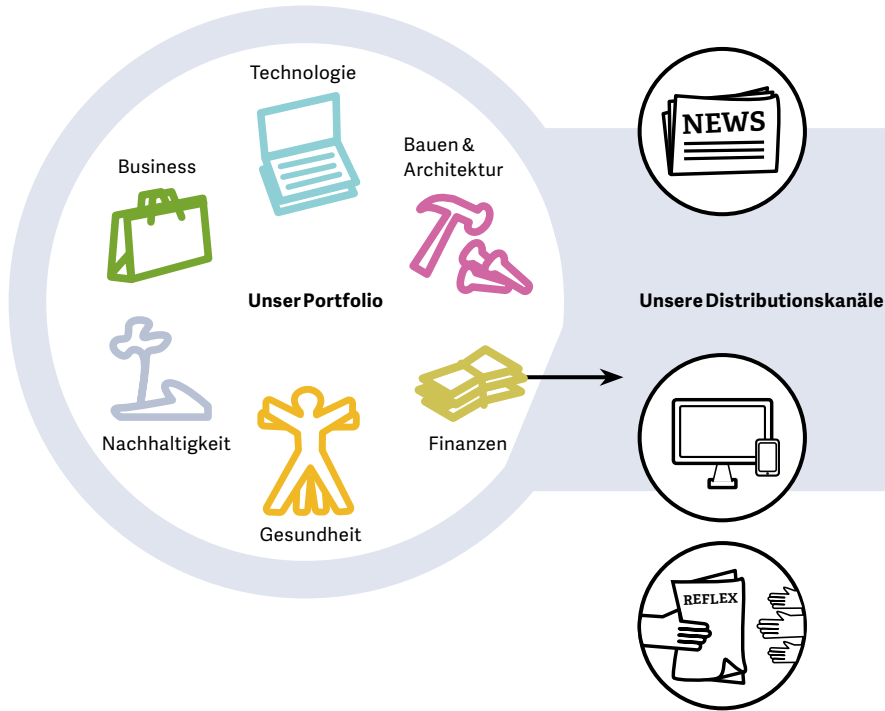 Technologie
Business
Bauen &
Architektur
Unser Portfolio
Nachhaltigkeit
Gesundheit
Finanzen
NEWS
Unsere Distributionskanäle
REFLEX